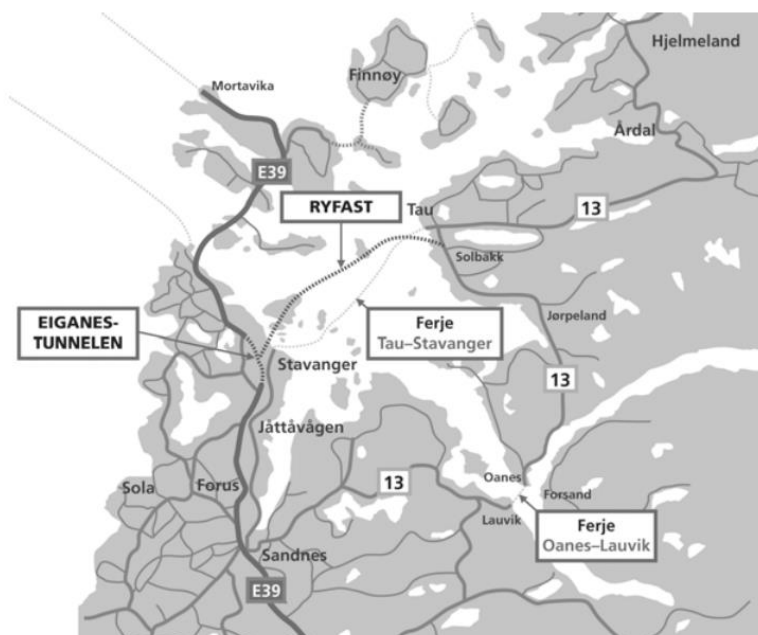 Hjelmeland
Finnøy
Mortavika
Årdal
E39
RYFAST
Tau
13
Solbakk
EIGANES-
TUNNELEN
Ferje
Tau–Stavanger
Jørpeland
Stavanger
13
Jåttåvågen
Oanes
13
Sola
Forus
Forsand
Lauvik
Ferje
Oanes–Lauvik
Sandnes
E39